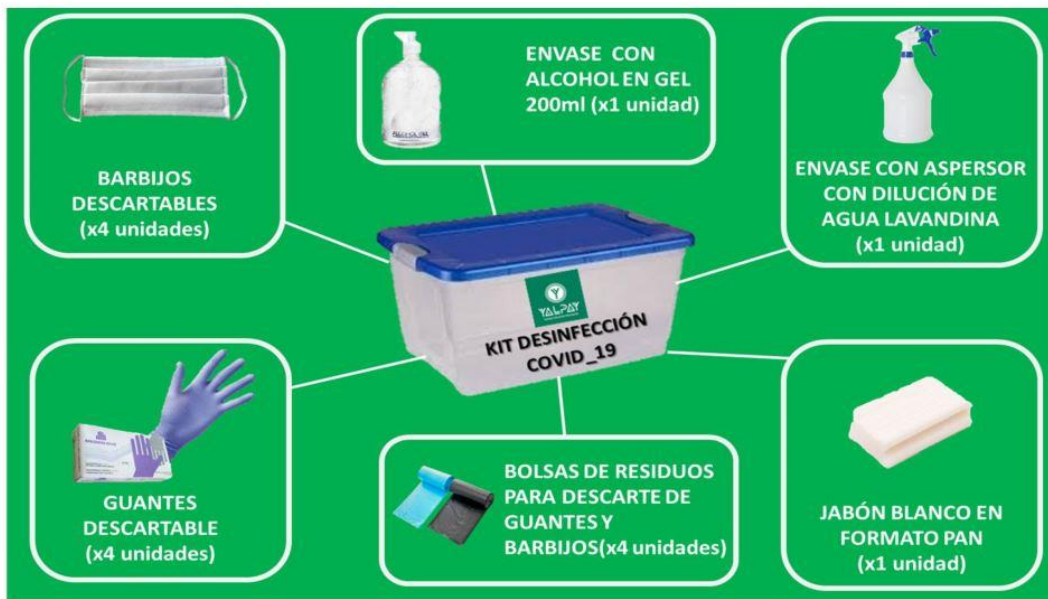 ENVASE CON
ALCOHOL EN GEL
200ml (x1 unidad)
BARBIJOS
DESCARTABLES
(x4 unidades)
ENVASE CON ASPERSOR
CON DILUCIÓN DE
AGUA LAVANDINA
(x1 unidad)
YALPAY
KIT DESINFECCIÓN
COVID_19
GUANTES
DESCARTABLE
(x4 unidades)
BOLSAS DE RESIDUOS
PARA DESCARTE DE
GUANTES Y
BARBIJOS(x4 unidades)
JABÓN BLANCO EN
FORMATO PAN
(x1 unidad)